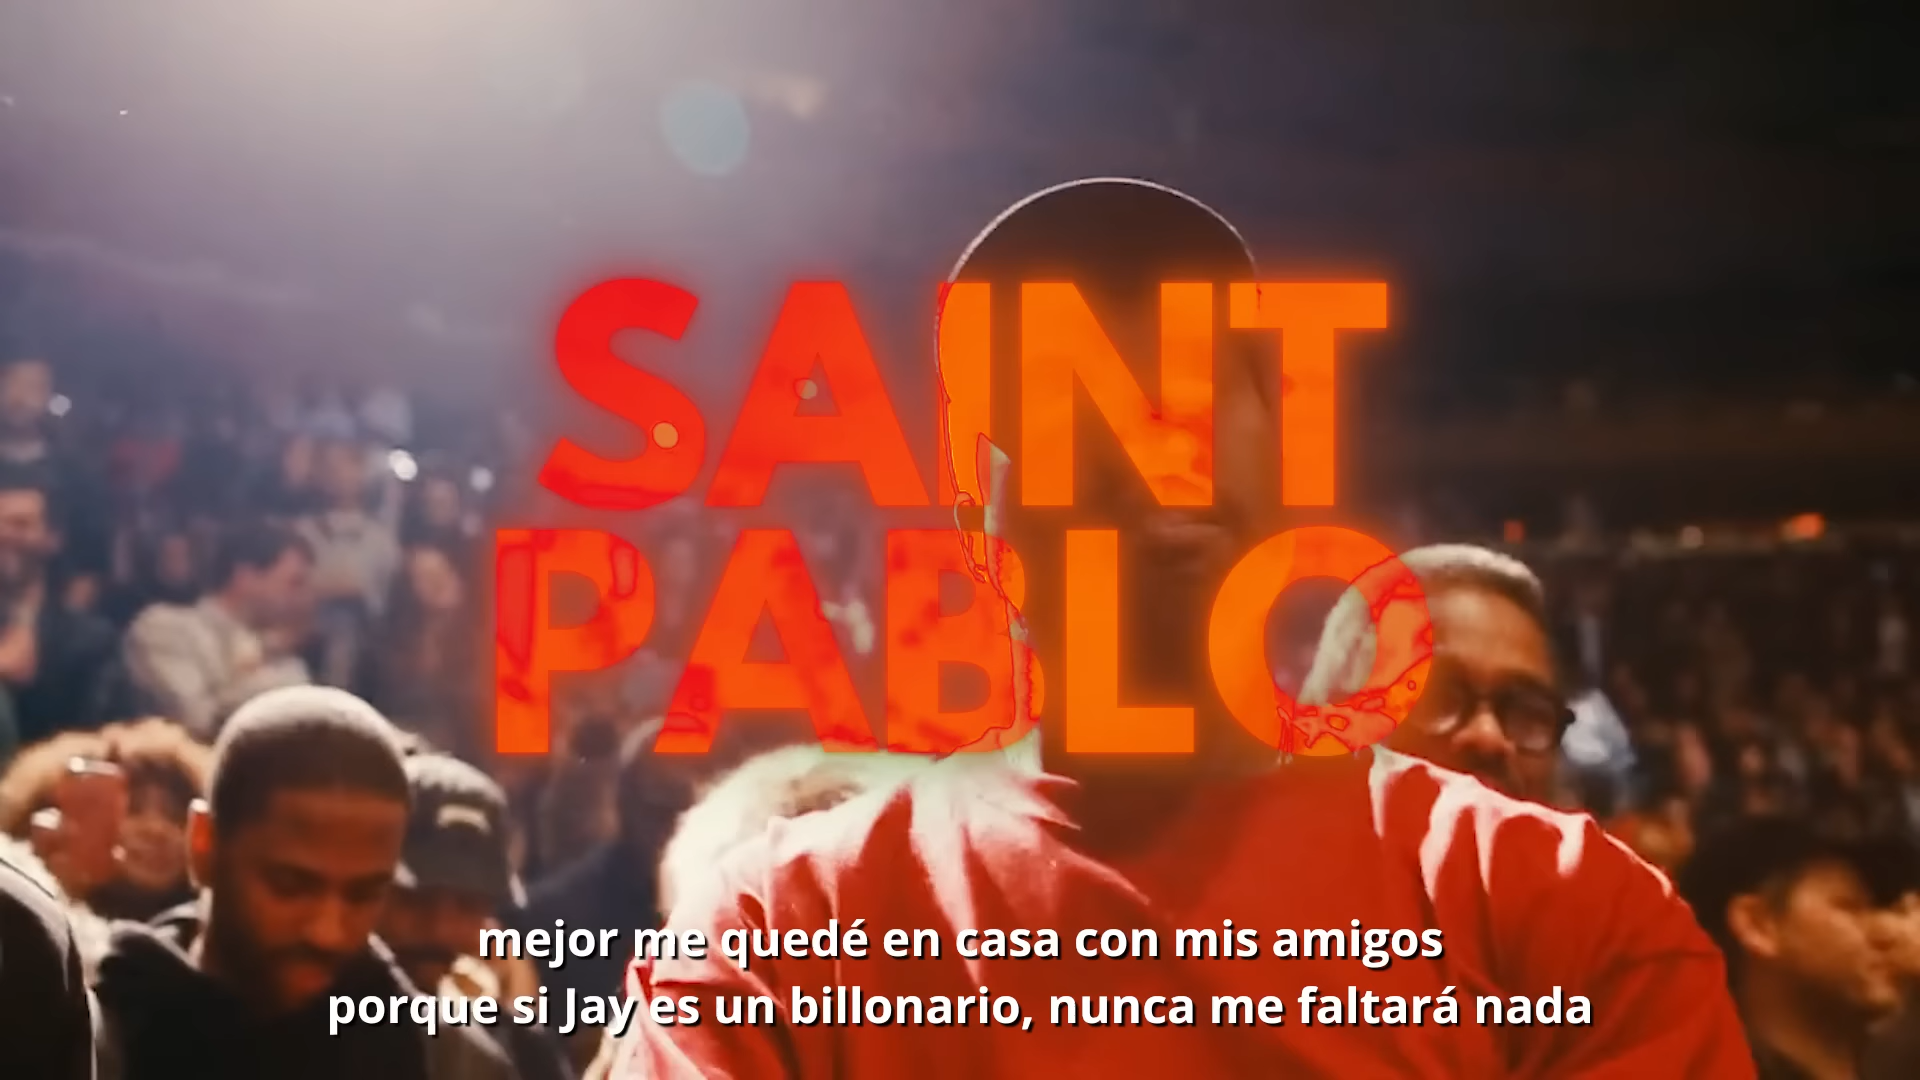 SAINT
PABLO
mejor me quedé en casa con mis amigos
porque si Jay es un billonario, nunca me faltará nada